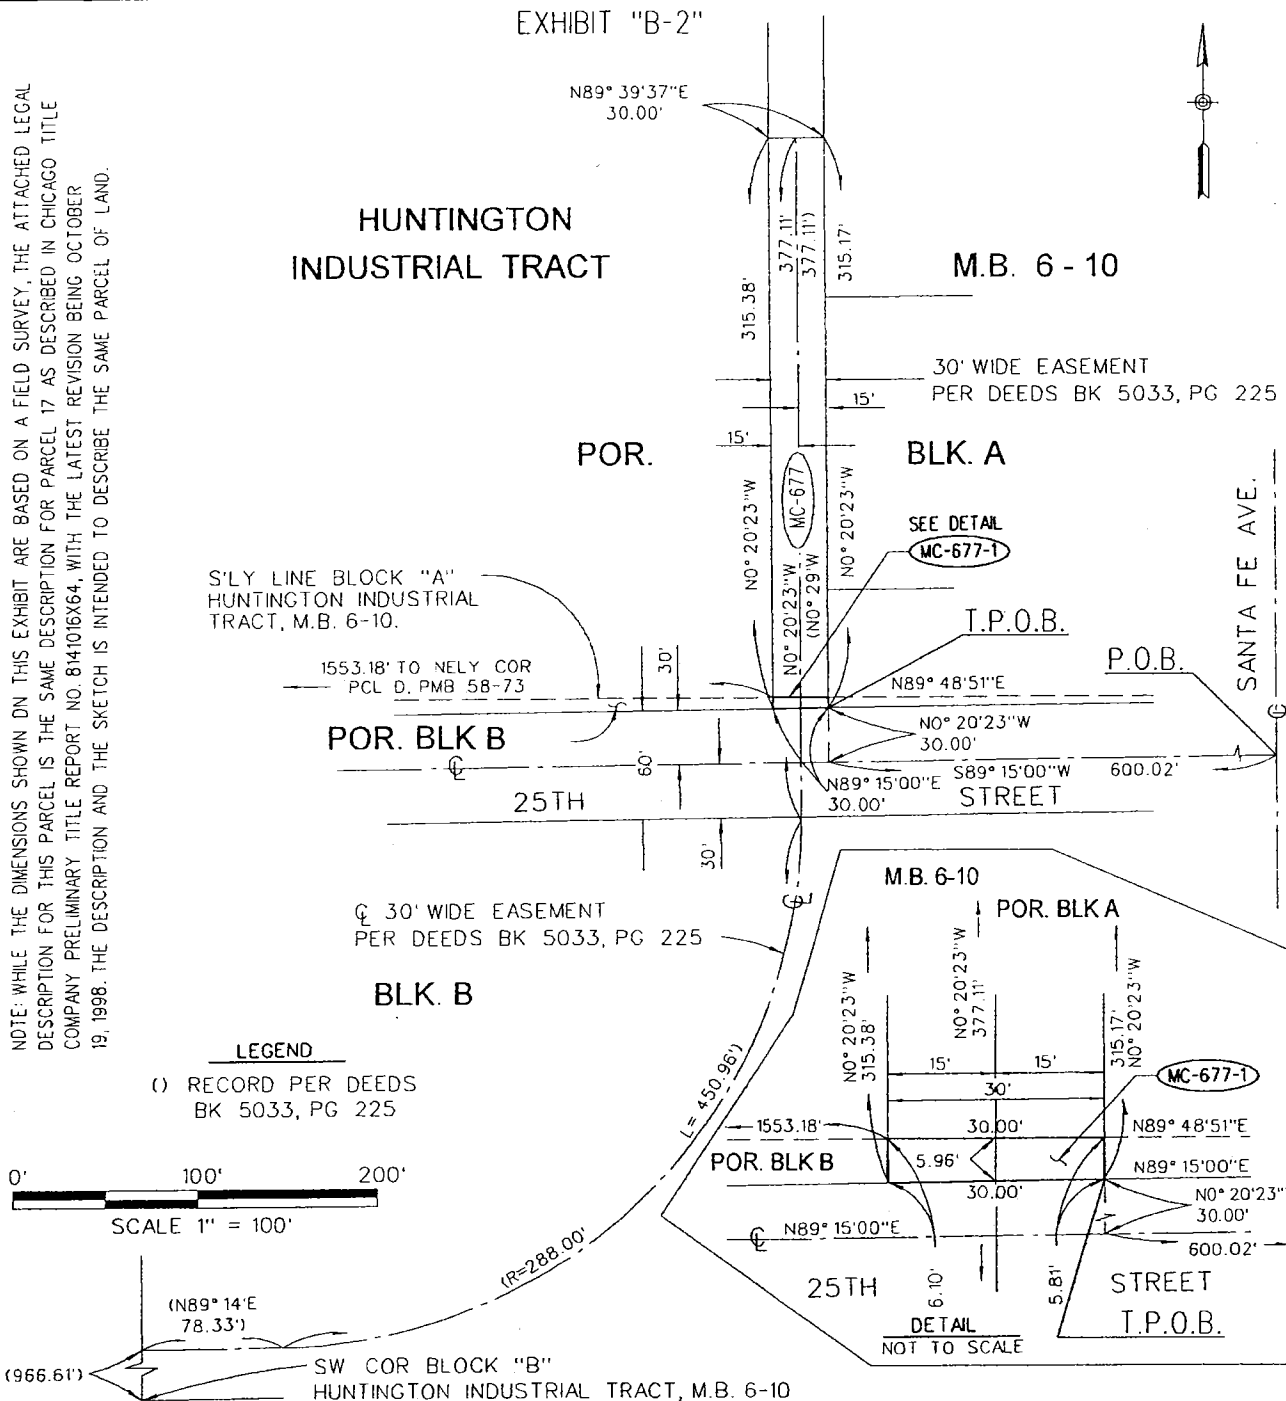 EXHIBIT "B-2"
NOTE: WHILE THE DIMENSIONS SHOWN ON THIS EXHIBIT ARE BASED ON A FIELD SURVEY, THE ATTACHED LEGAL
DESCRIPTION FOR THIS PARCEL IS THE SAME DESCRIPTION FOR PARCEL 17 AS DESCRIBED IN CHICAGO TITLE
COMPANY PRELIMINARY TITLE REPORT NO. 8141016X64, WITH THE LATEST REVISION BEING OCTOBER
19, 1998. THE DESCRIPTION AND THE SKETCH IS INTENDED TO DESCRIBE THE SAME PARCEL OF LAND.
N89° 39'37"E
30.00'
HUNTINGTON
INDUSTRIAL TRACT
M.B. 6 - 10
315.38'
377.11'
377.11')
315.17'
30' WIDE EASEMENT
PER DEEDS BK 5033, PG 225
15'
15'
POR.
BLK. A
MC-677
N0° 20'23"W
N0° 20'23"W
(N0° 29'W
N0° 20'23"W
SEE DETAIL
MC-677-1
SANTA FE AVE.
S'LY LINE BLOCK "A"
HUNTINGTON INDUSTRIAL
TRACT, M.B. 6-10.
T.P.O.B.
P.O.B.
1553.18' TO NELY COR
PCL D, PMB 58-73
30'
N89° 48'51"E
POR. BLK B
N0° 20'23"W
30.00'
℄
60'
℄
S89° 15'00"W
600.02'
N89° 15'00"E
30.00'
25TH
STREET
30'
℄
℄ 30' WIDE EASEMENT
PER DEEDS BK 5033, PG 225
BLK. B
LEGEND
() RECORD PER DEEDS
BK 5033, PG 225
0' 100' 200'
SCALE 1" = 100'
L= 450.96')
(R=288.00'
(N89° 14'E
78.33')
(966.61')
SW COR BLOCK "B"
HUNTINGTON INDUSTRIAL TRACT, M.B. 6-10
M.B. 6-10
POR. BLK A
N0° 20'23"W
315.38'
N0° 20'23"W
377.11'
315.17'
N0° 20'23"W
15'
15'
30'
MC-677-1
1553.18'
30.00'
N89° 48'51"E
POR. BLK B
5.96'
N89° 15'00"E
30.00'
N0° 20'23"
30.00'
℄
N89° 15'00"E
600.02'
25TH
6.10'
5.81'
STREET
T.P.O.B.
DETAIL
NOT TO SCALE